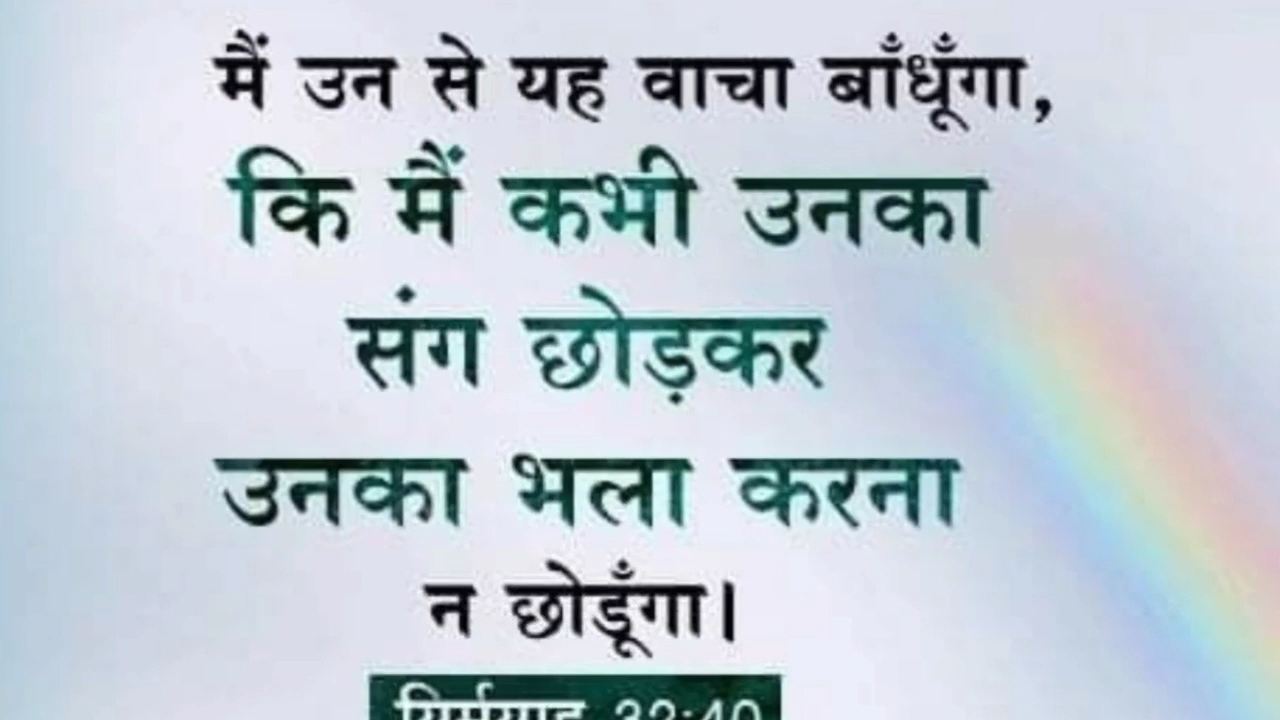 मैं उन से यह वाचा बाँधूँगा,
कि मैं कभी उनका
संग छोड़कर
उनका भला करना
न छोडूँगा।
यिर्मयाह 32:40